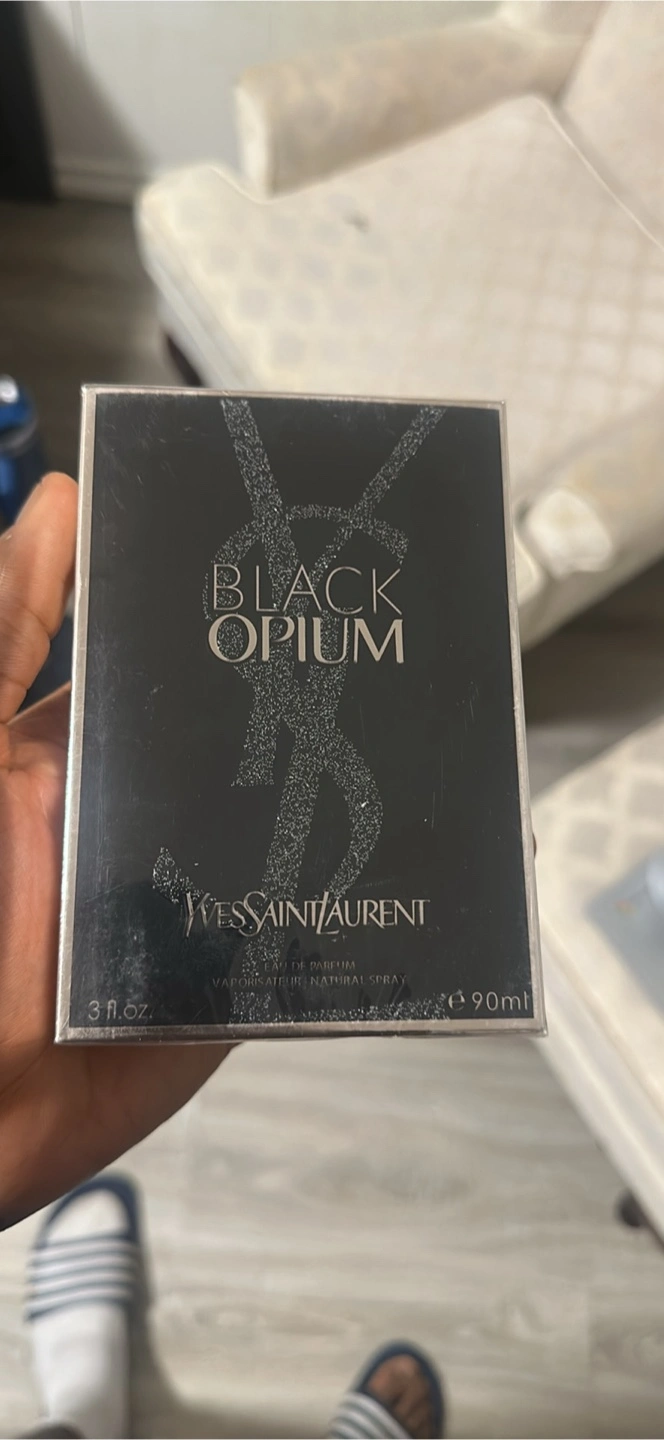 BLACK
OPIUM
YVESSAINTLAURENT
EAU DE PARFUM
VAPORISATEUR NATURAL SPRAY
3 fl.oz. e 90ml